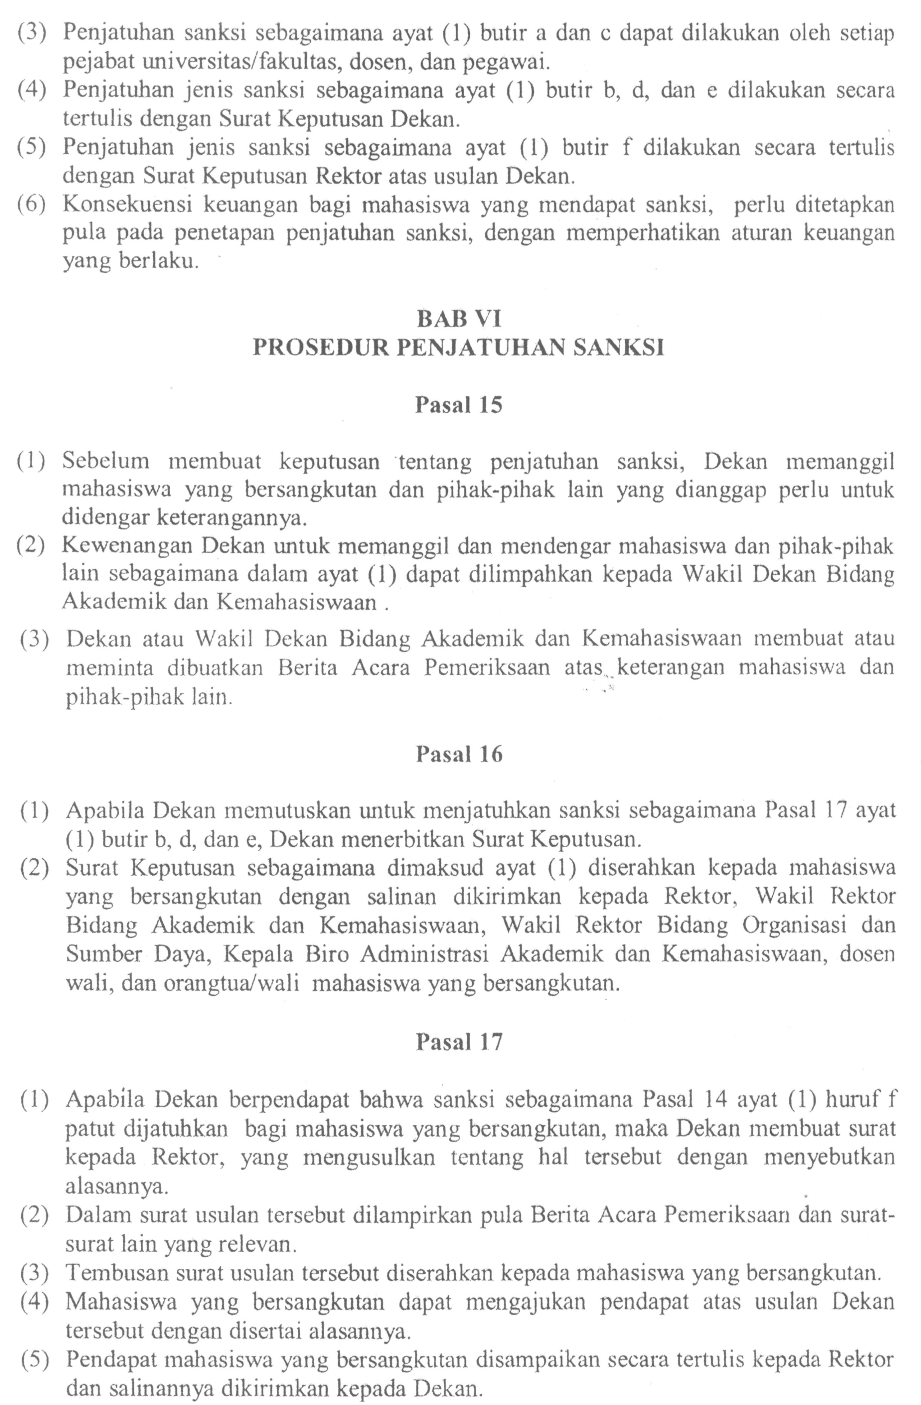 (3) Penjatuhan sanksi sebagaimana ayat (1) butir a dan c dapat dilakukan oleh setiap
pejabat universitas/fakultas, dosen, dan pegawai.
(4) Penjatuhan jenis sanksi sebagaimana ayat (1) butir b, d, dan e dilakukan secara
tertulis dengan Surat Keputusan Dekan.
(5) Penjatuhan jenis sanksi sebagaimana ayat (1) butir f dilakukan secara tertulis
dengan Surat Keputusan Rektor atas usulan Dekan.
(6) Konsekuensi keuangan bagi mahasiswa yang mendapat sanksi, perlu ditetapkan
pula pada penetapan penjatuhan sanksi, dengan memperhatikan aturan keuangan
yang berlaku.
BAB VI
PROSEDUR PENJATUHAN SANKSI
Pasal 15
(1) Sebelum membuat keputusan tentang penjatuhan sanksi, Dekan memanggil
mahasiswa yang bersangkutan dan pihak-pihak lain yang dianggap perlu untuk
didengar keterangannya.
(2) Kewenangan Dekan untuk memanggil dan mendengar mahasiswa dan pihak-pihak
lain sebagaimana dalam ayat (1) dapat dilimpahkan kepada Wakil Dekan Bidang
Akademik dan Kemahasiswaan .
(3) Dekan atau Wakil Dekan Bidang Akademik dan Kemahasiswaan membuat atau
meminta dibuatkan Berita Acara Pemeriksaan atas keterangan mahasiswa dan
pihak-pihak lain.
Pasal 16
(1) Apabila Dekan memutuskan untuk menjatuhkan sanksi sebagaimana Pasal 17 ayat
(1) butir b, d, dan e, Dekan menerbitkan Surat Keputusan.
(2) Surat Keputusan sebagaimana dimaksud ayat (1) diserahkan kepada mahasiswa
yang bersangkutan dengan salinan dikirimkan kepada Rektor, Wakil Rektor
Bidang Akademik dan Kemahasiswaan, Wakil Rektor Bidang Organisasi dan
Sumber Daya, Kepala Biro Administrasi Akademik dan Kemahasiswaan, dosen
wali, dan orangtua/wali mahasiswa yang bersangkutan.
Pasal 17
(1) Apabila Dekan berpendapat bahwa sanksi sebagaimana Pasal 14 ayat (1) huruf f
patut dijatuhkan bagi mahasiswa yang bersangkutan, maka Dekan membuat surat
kepada Rektor, yang mengusulkan tentang hal tersebut dengan menyebutkan
alasannya.
(2) Dalam surat usulan tersebut dilampirkan pula Berita Acara Pemeriksaan dan surat-
surat lain yang relevan.
(3) Tembusan surat usulan tersebut diserahkan kepada mahasiswa yang bersangkutan.
(4) Mahasiswa yang bersangkutan dapat mengajukan pendapat atas usulan Dekan
tersebut dengan disertai alasannya.
(5) Pendapat mahasiswa yang bersangkutan disampaikan secara tertulis kepada Rektor
dan salinannya dikirimkan kepada Dekan.